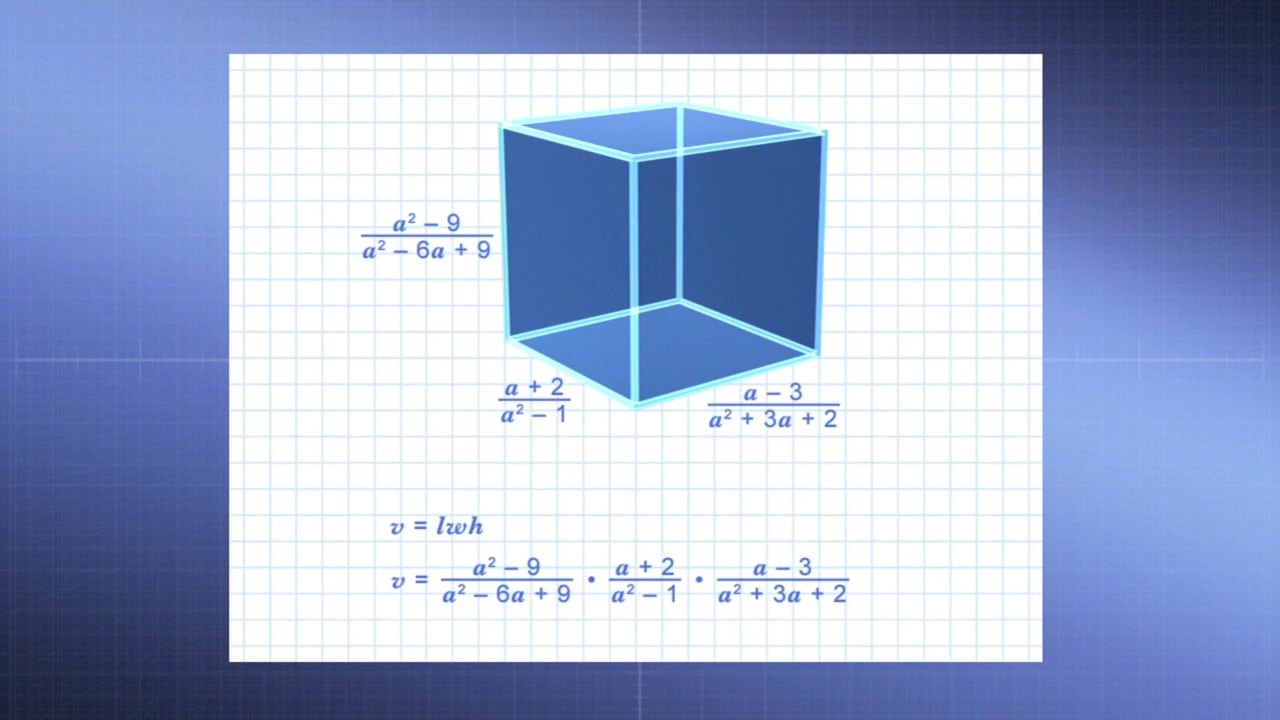 a² – 9
a² – 6a + 9
a + 2
a² – 1
a – 3
a² + 3a + 2
v = lwh
v = a² – 9 / a² – 6a + 9 • a + 2 / a² – 1 • a – 3 / a² + 3a + 2